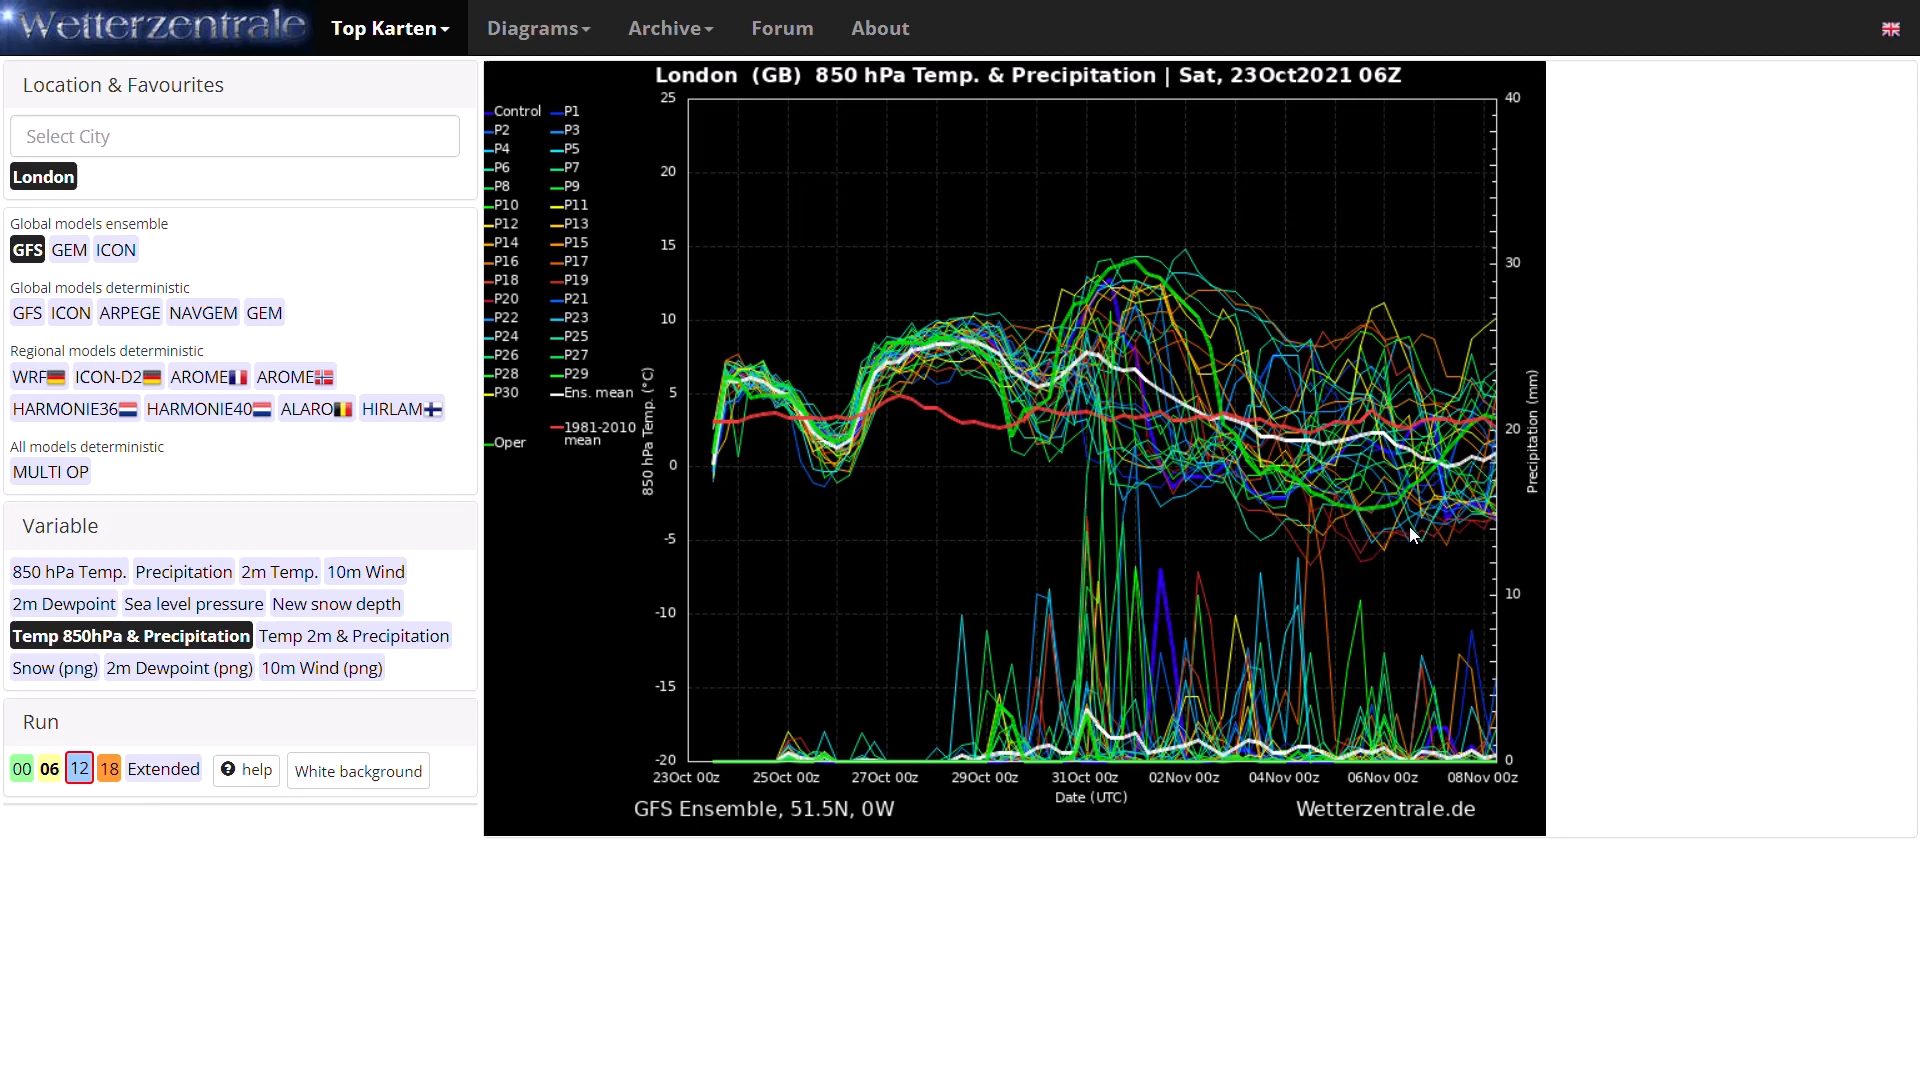 Wetterzentrale
Top Karten Diagrams Archive Forum About
Location & Favourites
Select City
London
Global models ensemble
GFS GEM ICON
Global models deterministic
GFS ICON ARPEGE NAVGEM GEM
Regional models deterministic
WRF ICON-D2 AROME AROME
HARMONIE36 HARMONIE40 ALARO HIRLAM
All models deterministic
MULTI OP
Variable
850 hPa Temp. Precipitation 2m Temp. 10m Wind
2m Dewpoint Sea level pressure New snow depth
Temp 850hPa & Precipitation Temp 2m & Precipitation
Snow (png) 2m Dewpoint (png) 10m Wind (png)
Run
00 06 12 18 Extended help White background
London (GB) 850 hPa Temp. & Precipitation | Sat, 23Oct2021 06Z
Control P1
P2 P3
P4 P5
P6 P7
P8 P9
P10 P11
P12 P13
P14 P15
P16 P17
P18 P19
P20 P21
P22 P23
P24 P25
P26 P27
P28 P29
P30 Ens. mean
1981-2010
mean
Oper
850 hPa Temp. (°C)
25
20
15
10
5
0
-5
-10
-15
-20
40
30
20
10
0
Precipitation (mm)
23Oct 00z 25Oct 00z 27Oct 00z 29Oct 00z 31Oct 00z 02Nov 00z 04Nov 00z 06Nov 00z 08Nov 00z
Date (UTC)
GFS Ensemble, 51.5N, 0W Wetterzentrale.de